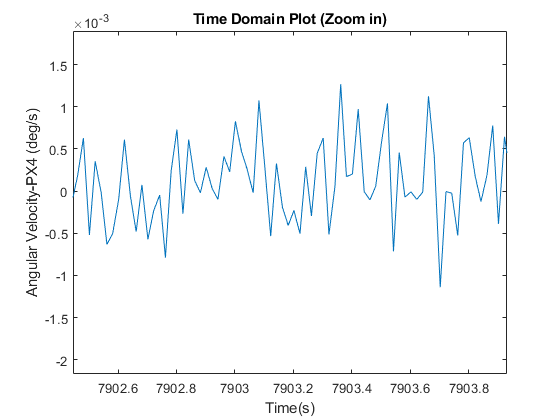 Time Domain Plot (Zoom in)
×10⁻³
1.5
1
0.5
0
-0.5
-1
-1.5
-2
Angular Velocity-PX4 (deg/s)
7902.6 7902.8 7903 7903.2 7903.4 7903.6 7903.8
Time(s)